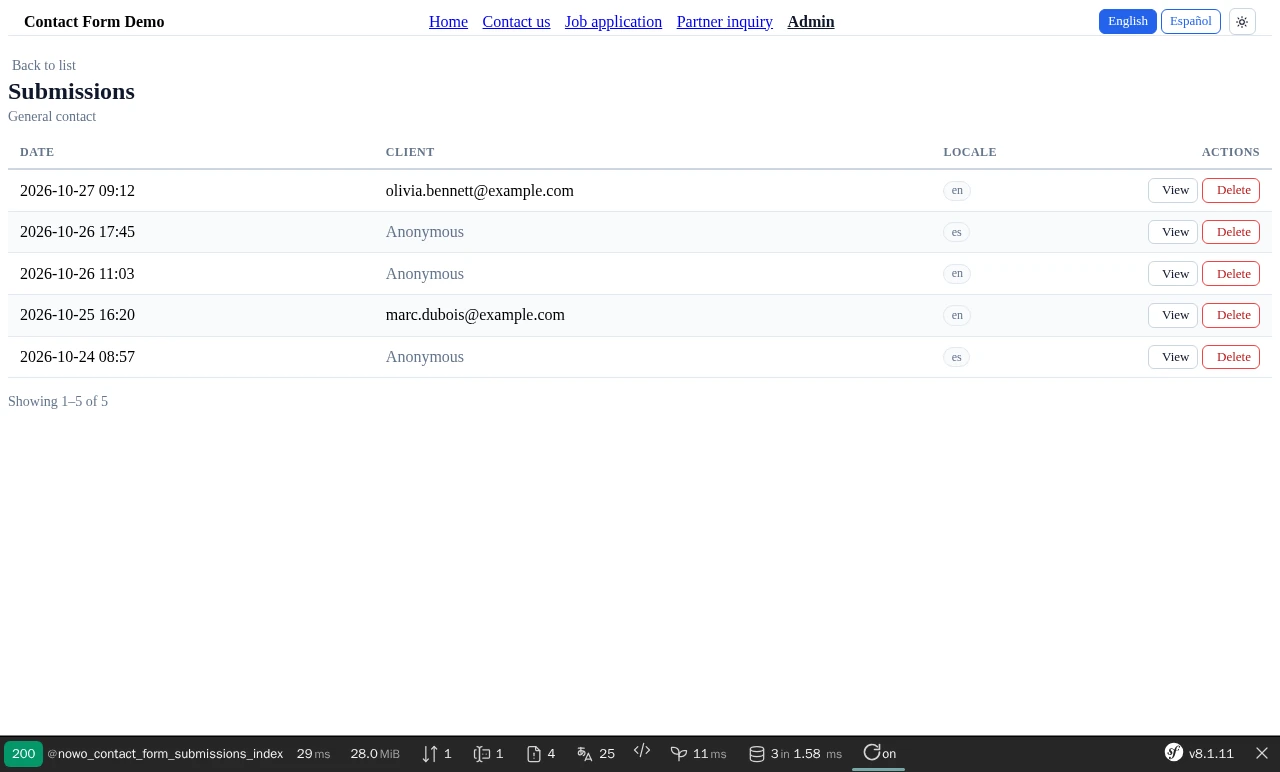 Contact Form Demo Home Contact us Job application Partner inquiry Admin English Español
Back to list
Submissions
General contact
DATE CLIENT LOCALE ACTIONS
2026-10-27 09:12 olivia.bennett@example.com en View Delete
2026-10-26 17:45 Anonymous es View Delete
2026-10-26 11:03 Anonymous en View Delete
2026-10-25 16:20 marc.dubois@example.com en View Delete
2026-10-24 08:57 Anonymous es View Delete
Showing 1–5 of 5
200 @nowo_contact_form_submissions_index 29 ms 28.0 MiB 1 1 4 25 11 ms 3 in 1.58 ms on sf v8.1.11